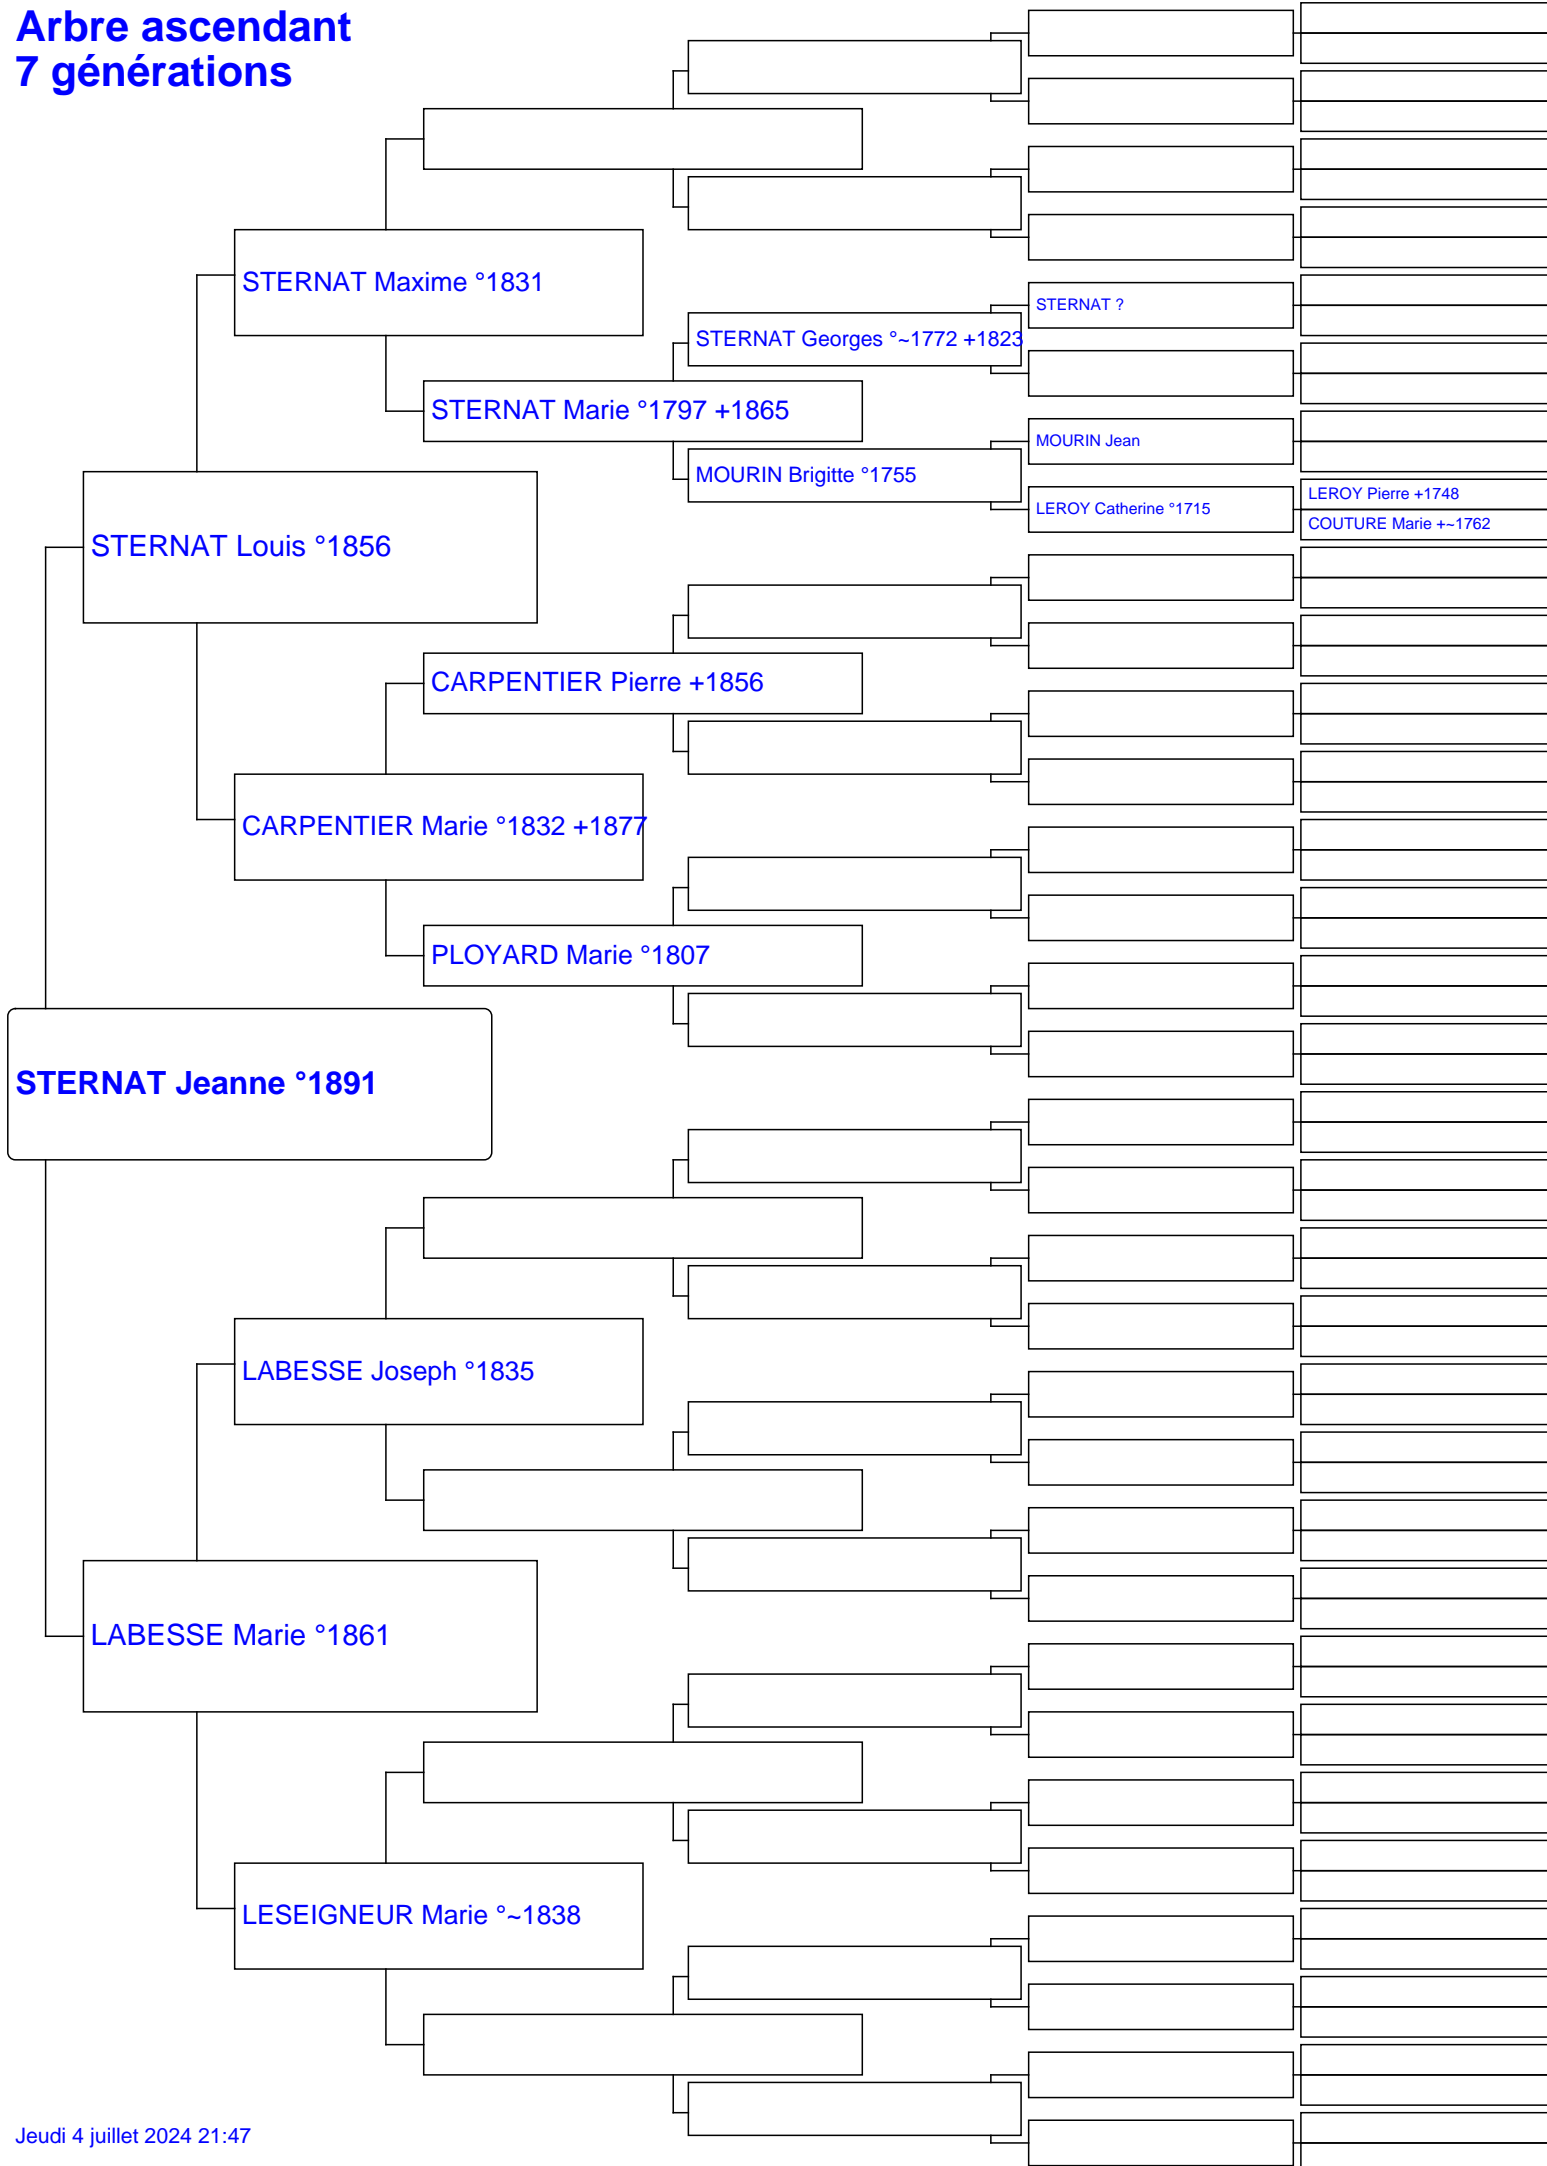 Arbre ascendant
7 générations
STERNAT Maxime °1831
STERNAT ?
STERNAT Georges °~1772 +1823
STERNAT Marie °1797 +1865
MOURIN Jean
MOURIN Brigitte °1755
LEROY Pierre +1748
LEROY Catherine °1715
COUTURE Marie +~1762
STERNAT Louis °1856
CARPENTIER Pierre +1856
CARPENTIER Marie °1832 +1877
PLOYARD Marie °1807
STERNAT Jeanne °1891
LABESSE Joseph °1835
LABESSE Marie °1861
LESEIGNEUR Marie °~1838
Jeudi 4 juillet 2024 21:47